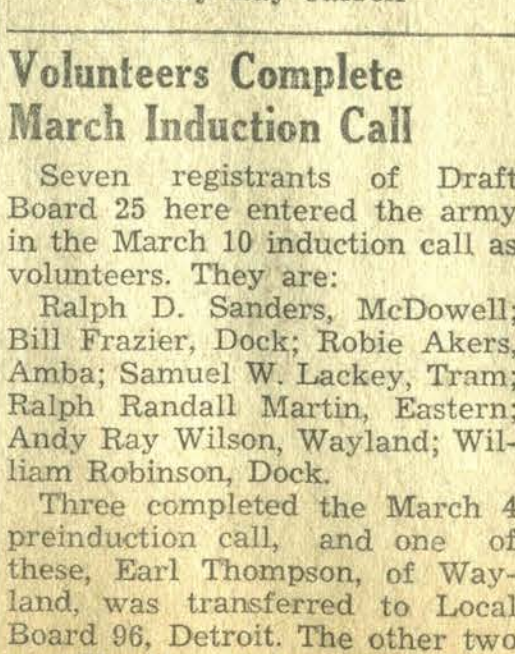 Volunteers Complete
March Induction Call
Seven registrants of Draft
Board 25 here entered the army
in the March 10 induction call as
volunteers. They are:
Ralph D. Sanders, McDowell;
Bill Frazier, Dock; Robie Akers,
Amba; Samuel W. Lackey, Tram;
Ralph Randall Martin, Eastern;
Andy Ray Wilson, Wayland; Wil-
liam Robinson, Dock.
Three completed the March 4
preinduction call, and one of
these, Earl Thompson, of Way-
land, was transferred to Local
Board 96, Detroit. The other two